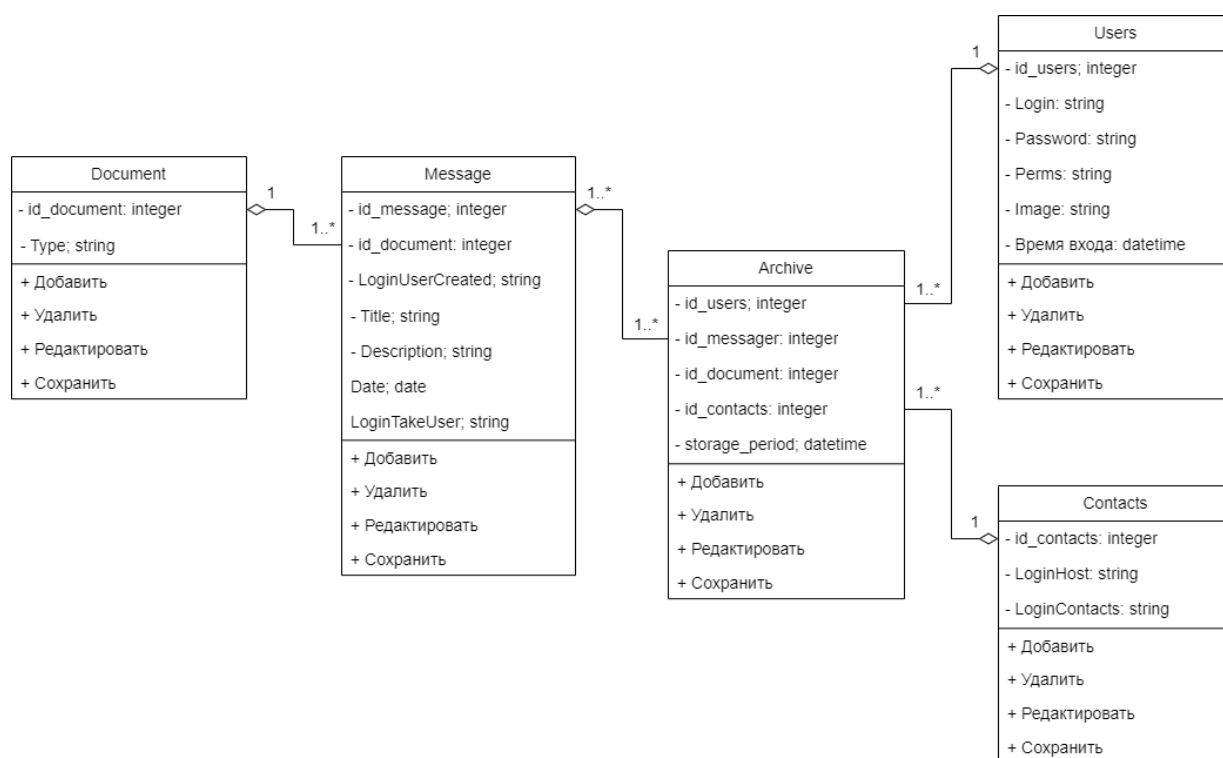 Document
- id_document: integer
- Type; string
+ Добавить
+ Удалить
+ Редактировать
+ Сохранить
1
1..*
Message
- id_message; integer
- id_document: integer
- LoginUserCreated; string
- Title; string
- Description; string
Date; date
LoginTakeUser; string
+ Добавить
+ Удалить
+ Редактировать
+ Сохранить
1..*
1..*
Archive
- id_users; integer
- id_messager: integer
- id_document: integer
- id_contacts: integer
- storage_period; datetime
+ Добавить
+ Удалить
+ Редактировать
+ Сохранить
1
1..*
Users
- id_users; integer
- Login: string
- Password: string
- Perms: string
- Image: string
- Время входа: datetime
+ Добавить
+ Удалить
+ Редактировать
+ Сохранить
1..*
1
Contacts
- id_contacts: integer
- LoginHost: string
- LoginContacts: string
+ Добавить
+ Удалить
+ Редактировать
+ Сохранить